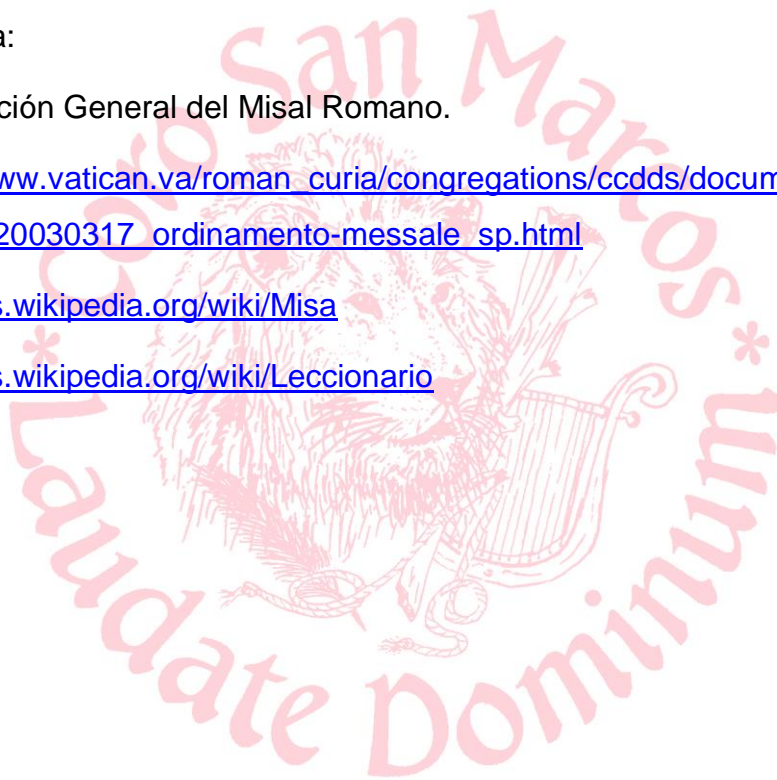 a:
ción General del Misal Romano.
ww.vatican.va/roman_curia/congregations/ccdds/docum
20030317_ordinamento-messale_sp.html
s.wikipedia.org/wiki/Misa
s.wikipedia.org/wiki/Leccionario
* Coro San Marcos *
Laudate Dominum